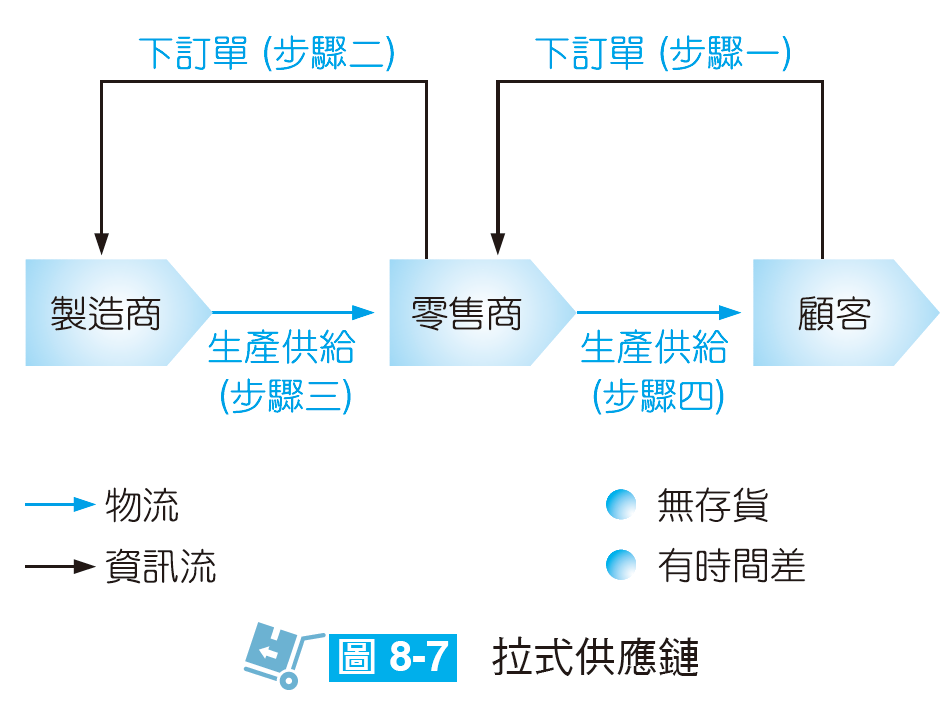 下訂單 (步驟二)
下訂單 (步驟一)
製造商
零售商
顧客
生產供給
(步驟三)
生產供給
(步驟四)
物流
無存貨
資訊流
有時間差
圖 8-7 拉式供應鏈